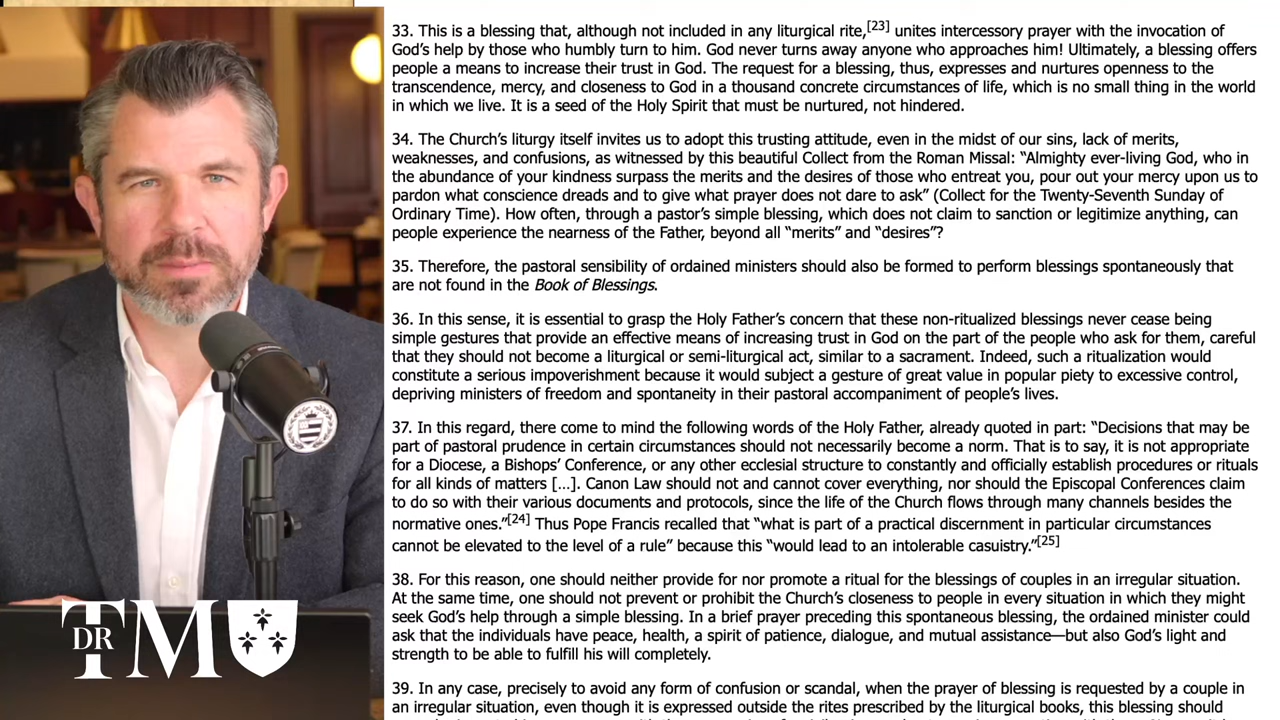 33. This is a blessing that, although not included in any liturgical rite,[23] unites intercessory prayer with the invocation of
God’s help by those who humbly turn to him. God never turns away anyone who approaches him! Ultimately, a blessing offers
people a means to increase their trust in God. The request for a blessing, thus, expresses and nurtures openness to the
transcendence, mercy, and closeness to God in a thousand concrete circumstances of life, which is no small thing in the world
in which we live. It is a seed of the Holy Spirit that must be nurtured, not hindered.
34. The Church’s liturgy itself invites us to adopt this trusting attitude, even in the midst of our sins, lack of merits,
weaknesses, and confusions, as witnessed by this beautiful Collect from the Roman Missal: “Almighty ever-living God, who in
the abundance of your kindness surpass the merits and the desires of those who entreat you, pour out your mercy upon us to
pardon what conscience dreads and to give what prayer does not dare to ask” (Collect for the Twenty-Seventh Sunday of
Ordinary Time). How often, through a pastor’s simple blessing, which does not claim to sanction or legitimize anything, can
people experience the nearness of the Father, beyond all “merits” and “desires”?
35. Therefore, the pastoral sensibility of ordained ministers should also be formed to perform blessings spontaneously that
are not found in the Book of Blessings.
36. In this sense, it is essential to grasp the Holy Father’s concern that these non-ritualized blessings never cease being
simple gestures that provide an effective means of increasing trust in God on the part of the people who ask for them, careful
that they should not become a liturgical or semi-liturgical act, similar to a sacrament. Indeed, such a ritualization would
constitute a serious impoverishment because it would subject a gesture of great value in popular piety to excessive control,
depriving ministers of freedom and spontaneity in their pastoral accompaniment of people’s lives.
37. In this regard, there come to mind the following words of the Holy Father, already quoted in part: “Decisions that may be
part of pastoral prudence in certain circumstances should not necessarily become a norm. That is to say, it is not appropriate
for a Diocese, a Bishops’ Conference, or any other ecclesial structure to constantly and officially establish procedures or rituals
for all kinds of matters […]. Canon Law should not and cannot cover everything, nor should the Episcopal Conferences claim
to do so with their various documents and protocols, since the life of the Church flows through many channels besides the
normative ones.”[24] Thus Pope Francis recalled that “what is part of a practical discernment in particular circumstances
cannot be elevated to the level of a rule” because this “would lead to an intolerable casuistry.”[25]
38. For this reason, one should neither provide for nor promote a ritual for the blessings of couples in an irregular situation.
At the same time, one should not prevent or prohibit the Church’s closeness to people in every situation in which they might
seek God’s help through a simple blessing. In a brief prayer preceding this spontaneous blessing, the ordained minister could
ask that the individuals have peace, health, a spirit of patience, dialogue, and mutual assistance—but also God’s light and
strength to be able to fulfill his will completely.
39. In any case, precisely to avoid any form of confusion or scandal, when the prayer of blessing is requested by a couple in
an irregular situation, even though it is expressed outside the rites prescribed by the liturgical books, this blessing should
DR TM